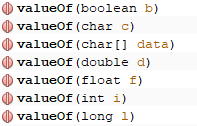 valueOf(boolean b)
valueOf(char c)
valueOf(char[] data)
valueOf(double d)
valueOf(float f)
valueOf(int i)
valueOf(long l)